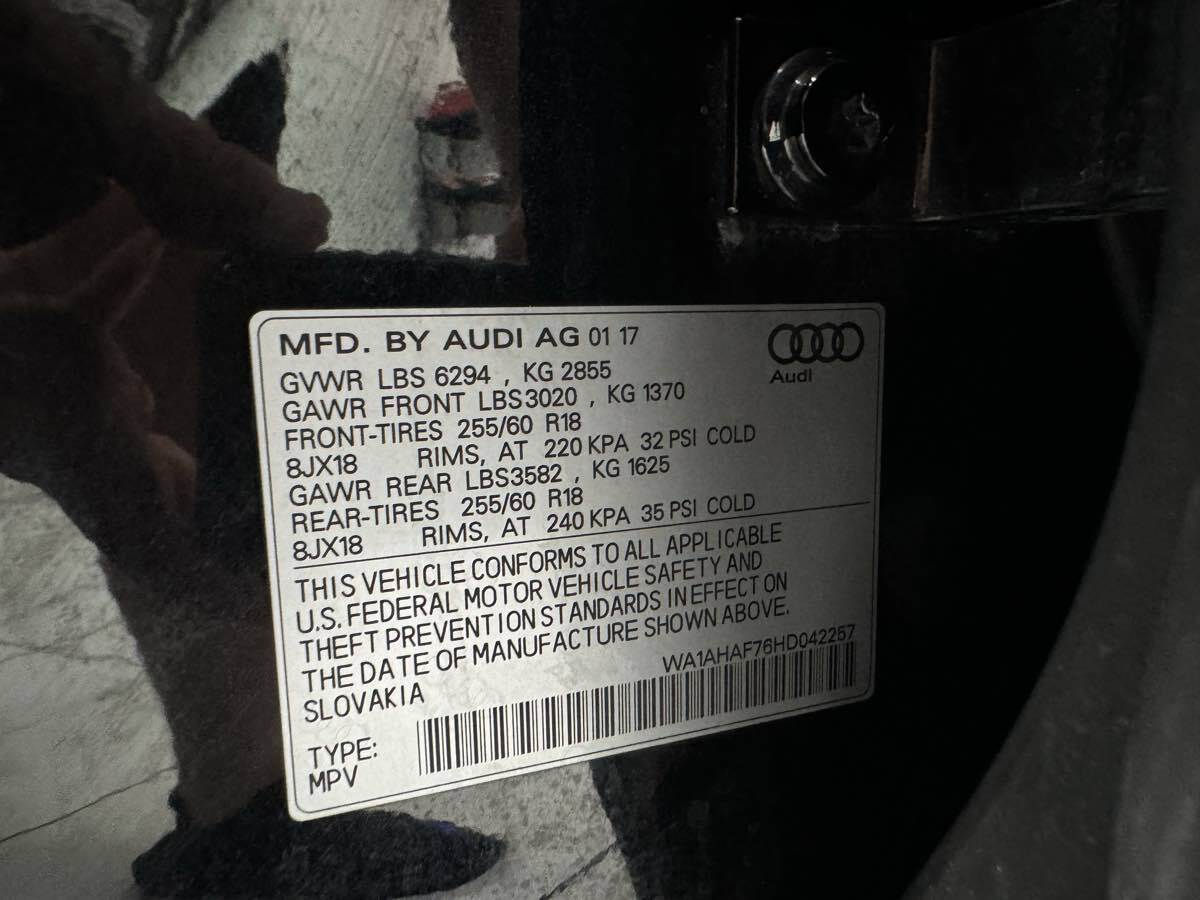 MFD. BY AUDI AG 01 17
Audi
GVWR LBS 6294 , KG 2855
GAWR FRONT LBS3020 , KG 1370
FRONT-TIRES 255/60 R18
8JX18 RIMS, AT 220 KPA 32 PSI COLD
GAWR REAR LBS3582 , KG 1625
REAR-TIRES 255/60 R18
8JX18 RIMS, AT 240 KPA 35 PSI COLD
THIS VEHICLE CONFORMS TO ALL APPLICABLE
U.S. FEDERAL MOTOR VEHICLE SAFETY AND
THEFT PREVENTION STANDARDS IN EFFECT ON
THE DATE OF MANUFACTURE SHOWN ABOVE.
SLOVAKIA
WA1AHAF76HD042257
TYPE:
MPV